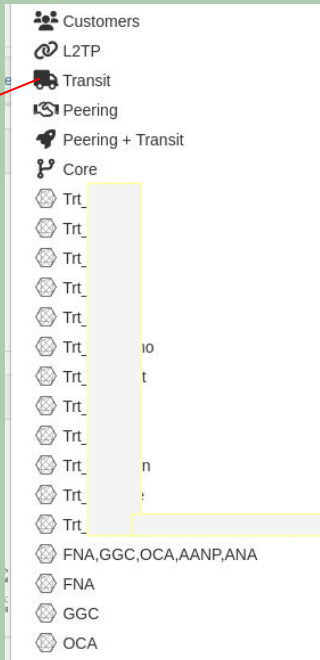 Customers
L2TP
Transit
Peering
Peering + Transit
Core
Trt_
Trt_
Trt_
Trt_
Trt_
Trt_ no
Trt_ t
Trt_
Trt_
Trt_ n
Trt_ e
Trt_
FNA,GGC,OCA,AANP,ANA
FNA
GGC
OCA